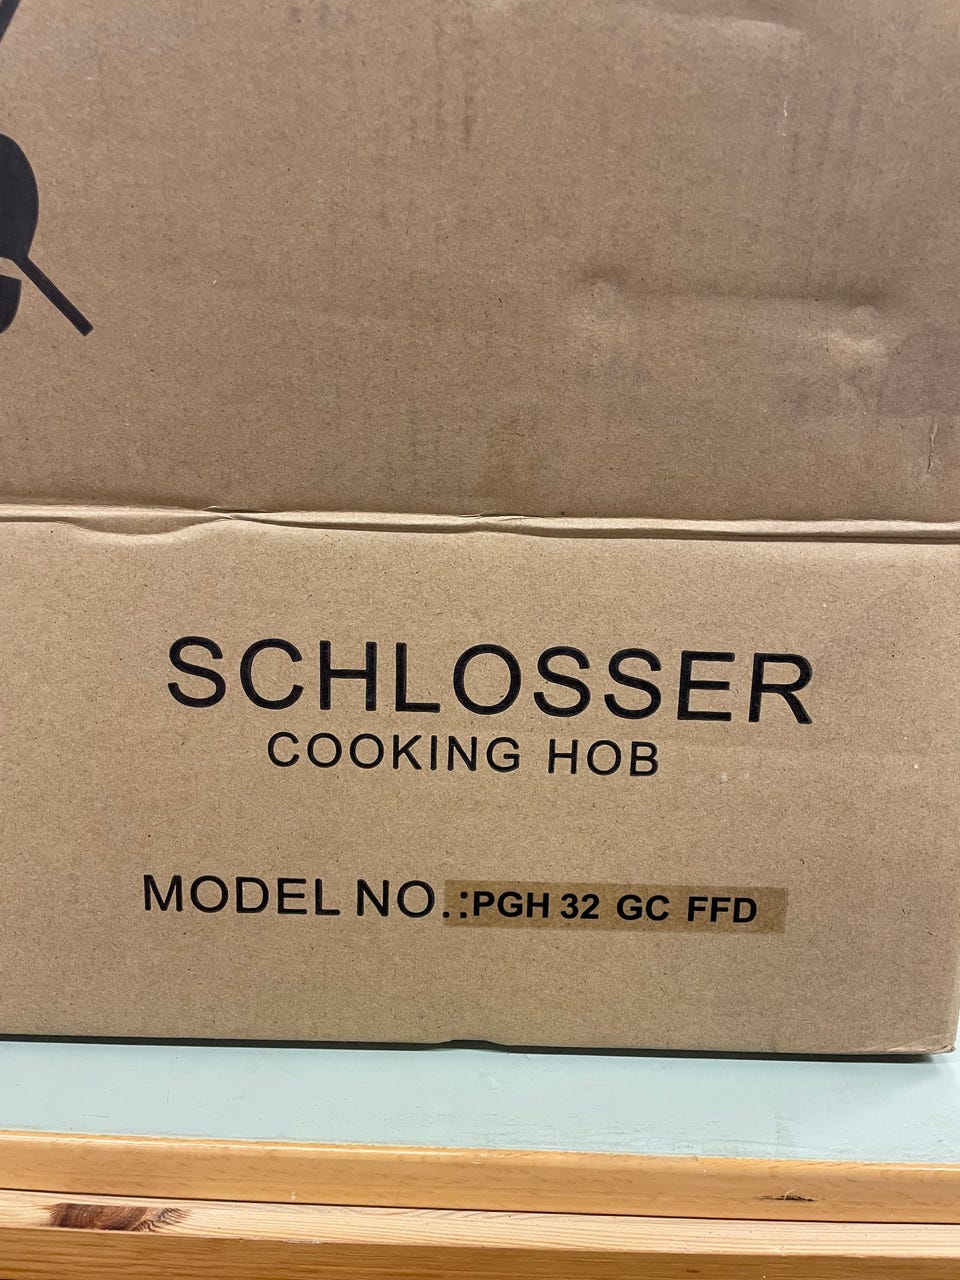 SCHLOSSER
COOKING HOB
MODEL NO.:PGH 32 GC FFD